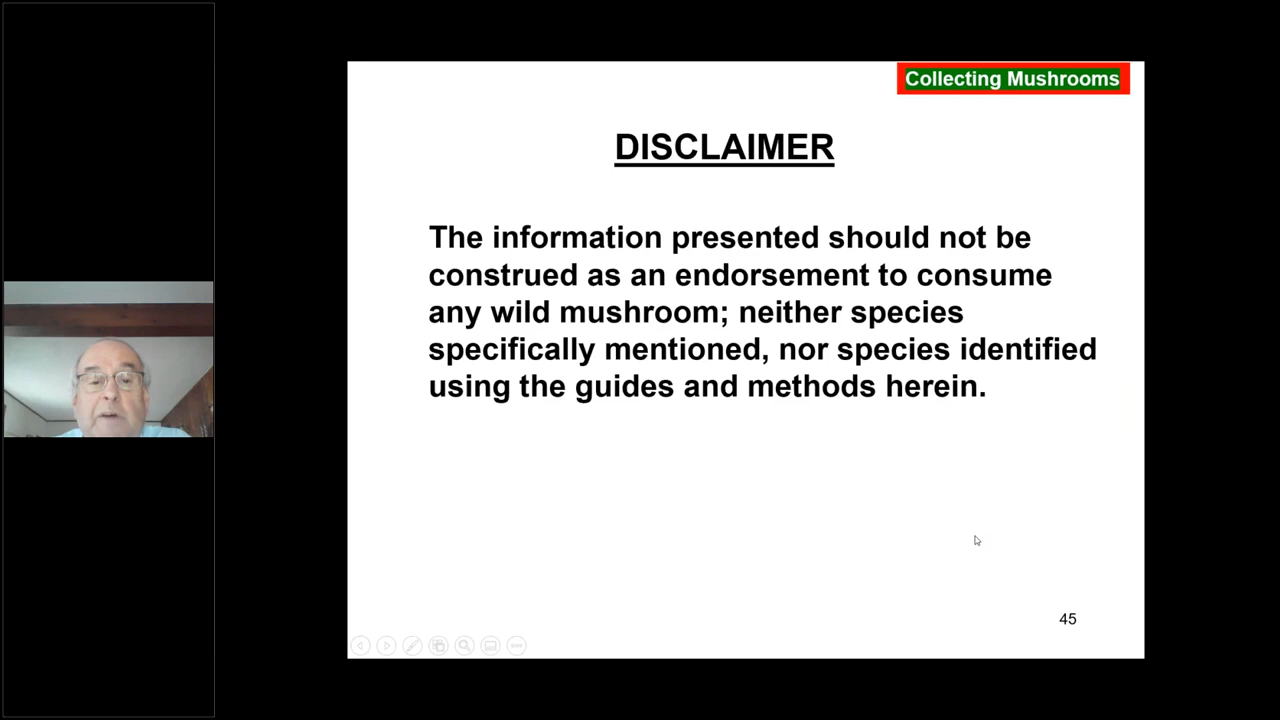 Collecting Mushrooms
DISCLAIMER
The information presented should not be
construed as an endorsement to consume
any wild mushroom; neither species
specifically mentioned, nor species identified
using the guides and methods herein.
45